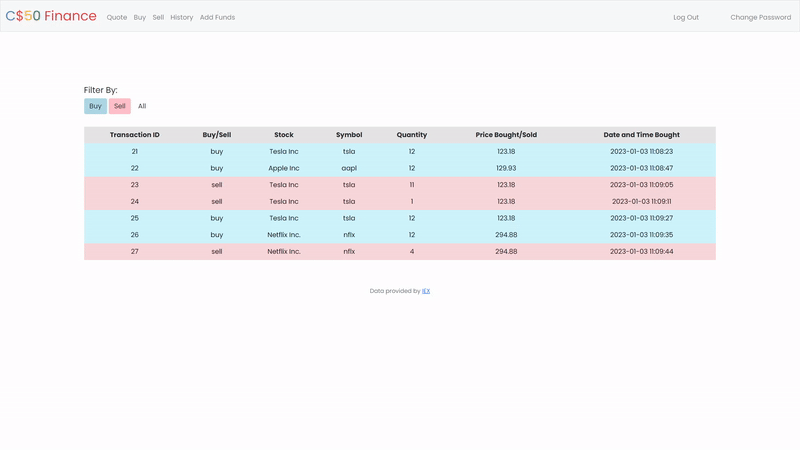 C$50 Finance Quote Buy Sell History Add Funds Log Out Change Password
Filter By:
Buy Sell All
Transaction ID Buy/Sell Stock Symbol Quantity Price Bought/Sold Date and Time Bought
21 buy Tesla Inc tsla 12 123.18 2023-01-03 11:08:23
22 buy Apple Inc aapl 12 129.93 2023-01-03 11:08:47
23 sell Tesla Inc tsla 11 123.18 2023-01-03 11:09:05
24 sell Tesla Inc tsla 1 123.18 2023-01-03 11:09:11
25 buy Tesla Inc tsla 12 123.18 2023-01-03 11:09:27
26 buy Netflix Inc. nflx 12 294.88 2023-01-03 11:09:35
27 sell Netflix Inc. nflx 4 294.88 2023-01-03 11:09:44
Data provided by IEX